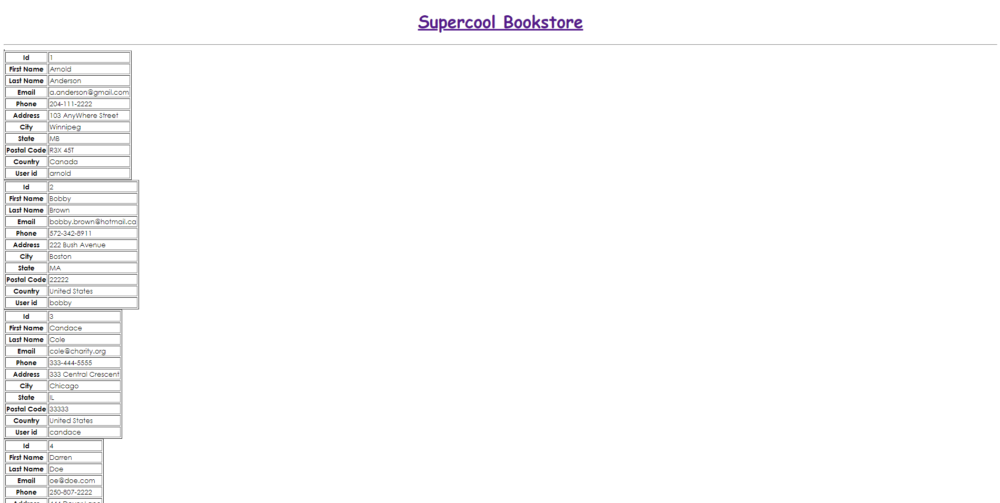 Supercool Bookstore
Id 1
First Name Arnold
Last Name Anderson
Email a.anderson@gmail.com
Phone 204-111-2222
Address 103 AnyWhere Street
City Winnipeg
State MB
Postal Code R3X 45T
Country Canada
User id arnold
Id 2
First Name Bobby
Last Name Brown
Email bobby.brown@hotmail.ca
Phone 572-342-8911
Address 222 Bush Avenue
City Boston
State MA
Postal Code 22222
Country United States
User id bobby
Id 3
First Name Candace
Last Name Cole
Email cole@charity.org
Phone 333-444-5555
Address 333 Central Crescent
City Chicago
State IL
Postal Code 33333
Country United States
User id candace
Id 4
First Name Darren
Last Name Doe
Email oe@doe.com
Phone 250-807-2222
Address